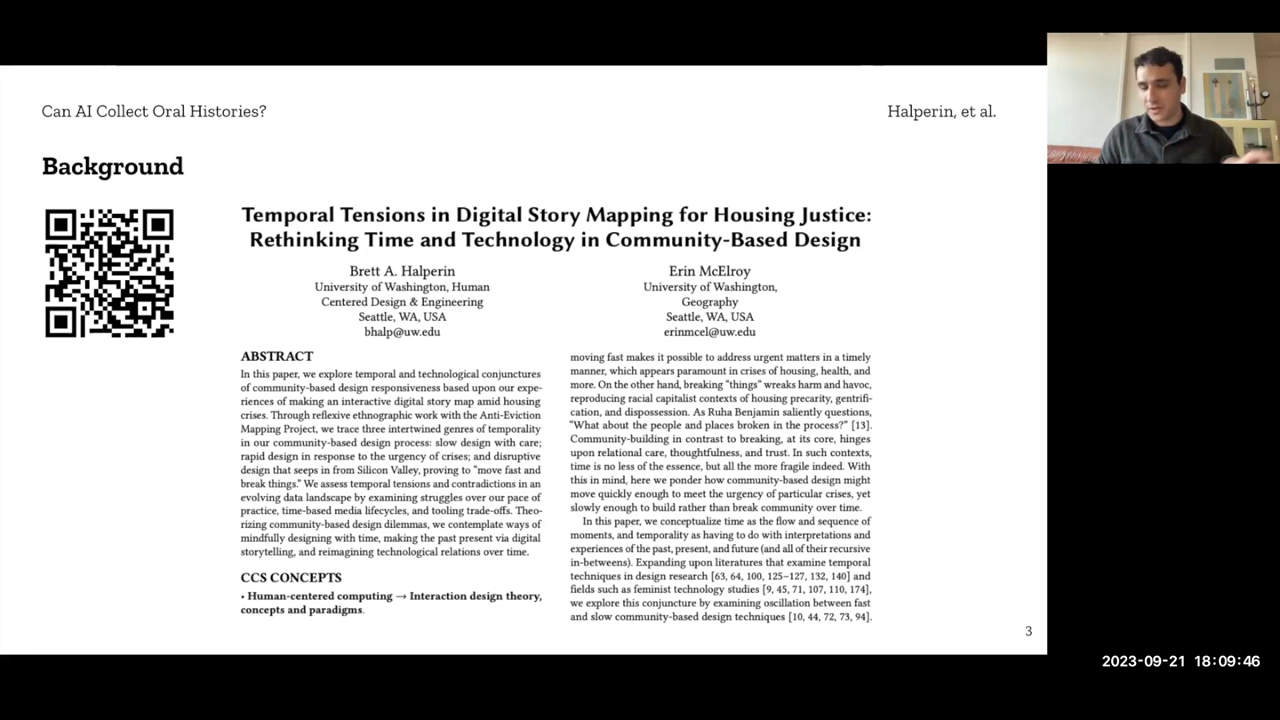 Can AI Collect Oral Histories?
Halperin, et al.
Background
Temporal Tensions in Digital Story Mapping for Housing Justice:
Rethinking Time and Technology in Community-Based Design
Brett A. Halperin
University of Washington, Human
Centered Design & Engineering
Seattle, WA, USA
bhalp@uw.edu
Erin McElroy
University of Washington,
Geography
Seattle, WA, USA
erinmcel@uw.edu
ABSTRACT
In this paper, we explore temporal and technological conjunctures
of community-based design responsiveness based upon our expe-
riences of making an interactive digital story map amid housing
crises. Through reflexive ethnographic work with the Anti-Eviction
Mapping Project, we trace three intertwined genres of temporality
in our community-based design process: slow design with care;
rapid design in response to the urgency of crises; and disruptive
design that seeps in from Silicon Valley, proving to "move fast and
break things." We assess temporal tensions and contradictions in an
evolving data landscape by examining struggles over our pace of
practice, time-based media lifecycles, and tooling trade-offs. Theo-
rizing community-based design dilemmas, we contemplate ways of
mindfully designing with time, making the past present via digital
storytelling, and reimagining technological relations over time.
CCS CONCEPTS
• Human-centered computing → Interaction design theory,
concepts and paradigms.
moving fast makes it possible to address urgent matters in a timely
manner, which appears paramount in crises of housing, health, and
more. On the other hand, breaking "things" wreaks harm and havoc,
reproducing racial capitalist contexts of housing precarity, gentrifi-
cation, and dispossession. As Ruha Benjamin saliently questions,
"What about the people and places broken in the process?" [13].
Community-building in contrast to breaking, at its core, hinges
upon relational care, thoughtfulness, and trust. In such contexts,
time is no less of the essence, but all the more fragile indeed. With
this in mind, here we ponder how community-based design might
move quickly enough to meet the urgency of particular crises, yet
slowly enough to build rather than break community over time.
In this paper, we conceptualize time as the flow and sequence of
moments, and temporality as having to do with interpretations and
experiences of the past, present, and future (and all of their recursive
in-betweens). Expanding upon literatures that examine temporal
techniques in design research [63, 64, 100, 125–127, 132, 140] and
fields such as feminist technology studies [9, 45, 71, 107, 110, 174],
we explore this conjuncture by examining oscillation between fast
and slow community-based design techniques [10, 44, 72, 73, 94].
3
2023-09-21 18:09:46